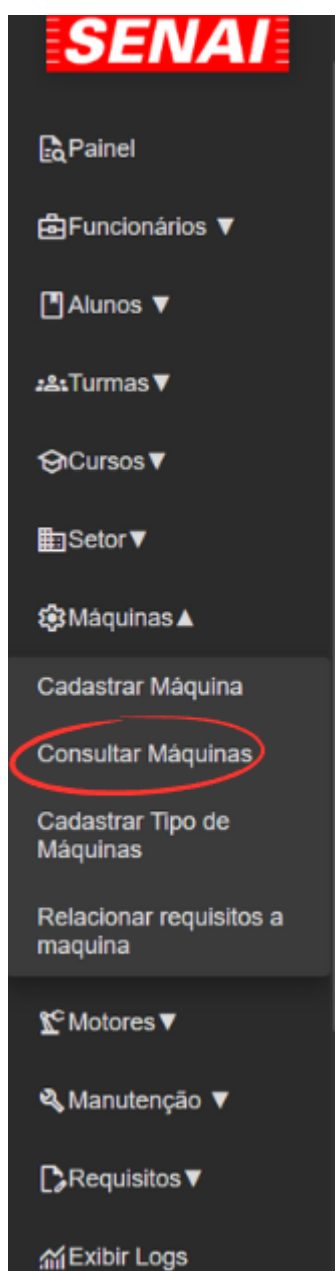 SENAI
Painel
Funcionários ▼
Alunos ▼
Turmas▼
Cursos▼
Setor▼
Máquinas▲
Cadastrar Máquina
Consultar Máquinas
Cadastrar Tipo de
Máquinas
Relacionar requisitos a
maquina
Motores▼
Manutenção ▼
Requisitos▼
Exibir Logs